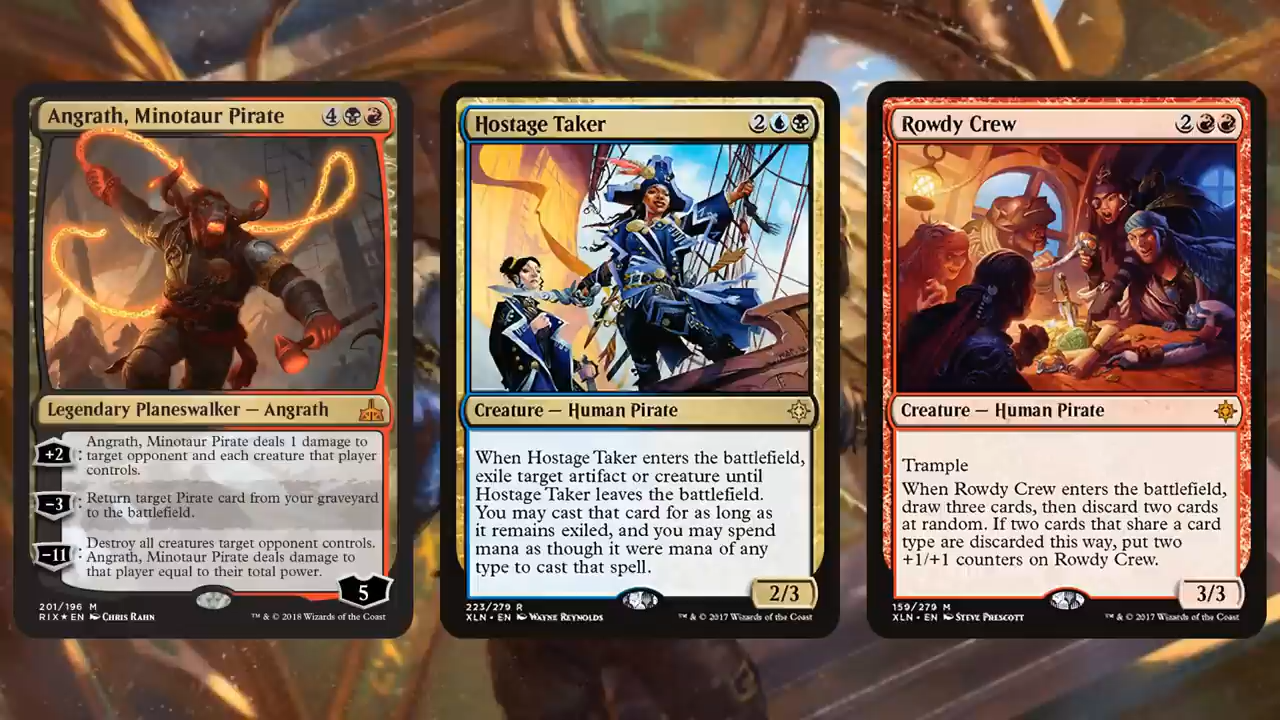 Angrath, Minotaur Pirate 4
Legendary Planeswalker — Angrath
+2 : Angrath, Minotaur Pirate deals 1 damage to
target opponent and each creature that player
controls.
−3 : Return target Pirate card from your graveyard
to the battlefield.
−11 : Destroy all creatures target opponent controls.
Angrath, Minotaur Pirate deals damage to
that player equal to their total power.
5
201/196 M
RIX★EN Chris Rahn
™ & © 2018 Wizards of the Coast
Hostage Taker 2
Creature — Human Pirate
When Hostage Taker enters the battlefield,
exile target artifact or creature until
Hostage Taker leaves the battlefield.
You may cast that card for as long as
it remains exiled, and you may spend
mana as though it were mana of any
type to cast that spell.
2/3
223/279 R
XLN • EN Wayne Reynolds
™ & © 2017 Wizards of the Coast
Rowdy Crew 2
Creature — Human Pirate
Trample
When Rowdy Crew enters the battlefield,
draw three cards, then discard two cards
at random. If two cards that share a card
type are discarded this way, put two
+1/+1 counters on Rowdy Crew.
3/3
159/279 M
XLN • EN Steve Prescott
™ & © 2017 Wizards of the Coast